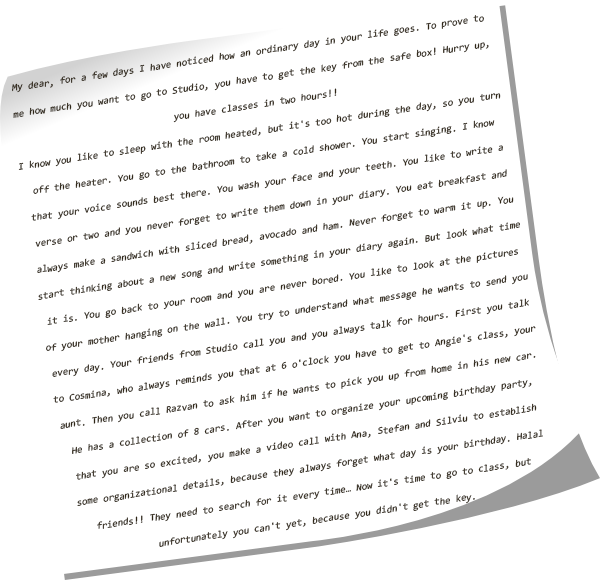 My dear, for a few days I have noticed how an ordinary day in your life goes. To prove to
me how much you want to go to Studio, you have to get the key from the safe box! Hurry up,
you have classes in two hours!!
I know you like to sleep with the room heated, but it's too hot during the day, so you turn
off the heater. You go to the bathroom to take a cold shower. You start singing. I know
that your voice sounds best there. You wash your face and your teeth. You like to write a
verse or two and you never forget to write them down in your diary. You eat breakfast and
always make a sandwich with sliced bread, avocado and ham. Never forget to warm it up. You
start thinking about a new song and write something in your diary again. But look what time
it is. You go back to your room and you are never bored. You like to look at the pictures
of your mother hanging on the wall. You try to understand what message he wants to send you
every day. Your friends from Studio call you and you always talk for hours. First you talk
to Cosmina, who always reminds you that at 6 o'clock you have to get to Angie's class, your
aunt. Then you call Razvan to ask him if he wants to pick you up from home in his new car.
He has a collection of 8 cars. After you want to organize your upcoming birthday party,
that you are so excited, you make a video call with Ana, Stefan and Silviu to establish
some organizational details, because they always forget what day is your birthday. Halal
friends!! They need to search for it every time… Now it's time to go to class, but
unfortunately you can't yet, because you didn't get the key.